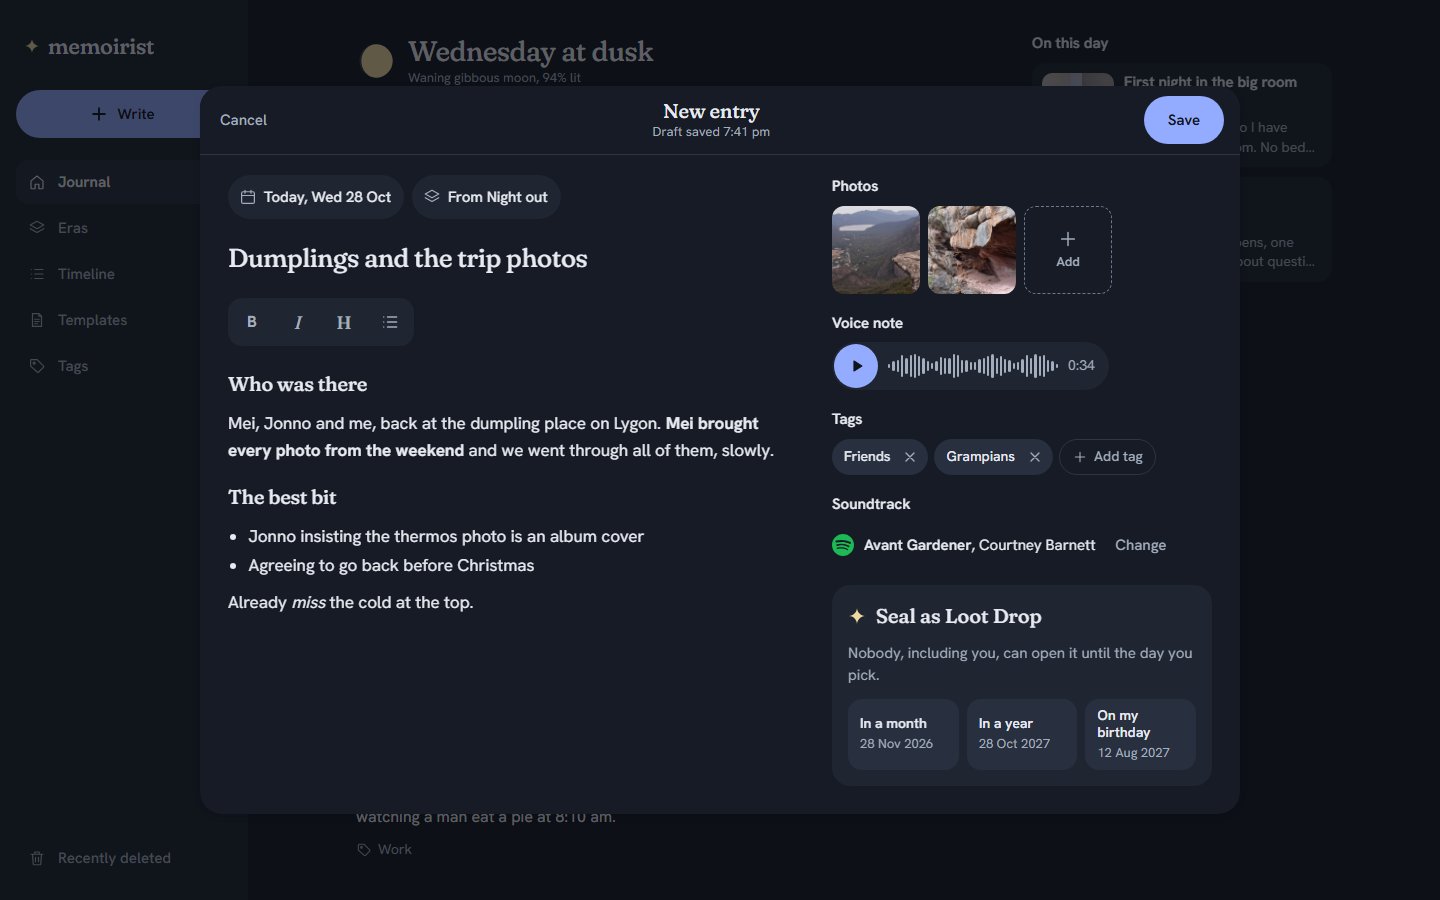 memoirist
Write
Journal
Eras
Timeline
Templates
Tags
Recently deleted
Wednesday at dusk
Waning gibbous moon, 94% lit
On this day
First night in the big room
o I have
om. No bed...
pens, one
bout questi...
Cancel
New entry
Draft saved 7:41 pm
Save
Today, Wed 28 Oct
From Night out
Dumplings and the trip photos
B I H
Who was there
Mei, Jonno and me, back at the dumpling place on Lygon. Mei brought
every photo from the weekend and we went through all of them, slowly.
The best bit
• Jonno insisting the thermos photo is an album cover
• Agreeing to go back before Christmas
Already miss the cold at the top.
Photos
Add
Voice note
0:34
Tags
Friends
Grampians
Add tag
Soundtrack
Avant Gardener, Courtney Barnett
Change
Seal as Loot Drop
Nobody, including you, can open it until the day you
pick.
In a month
28 Nov 2026
In a year
28 Oct 2027
On my
birthday
12 Aug 2027
watching a man eat a pie at 8:10 am.
Work